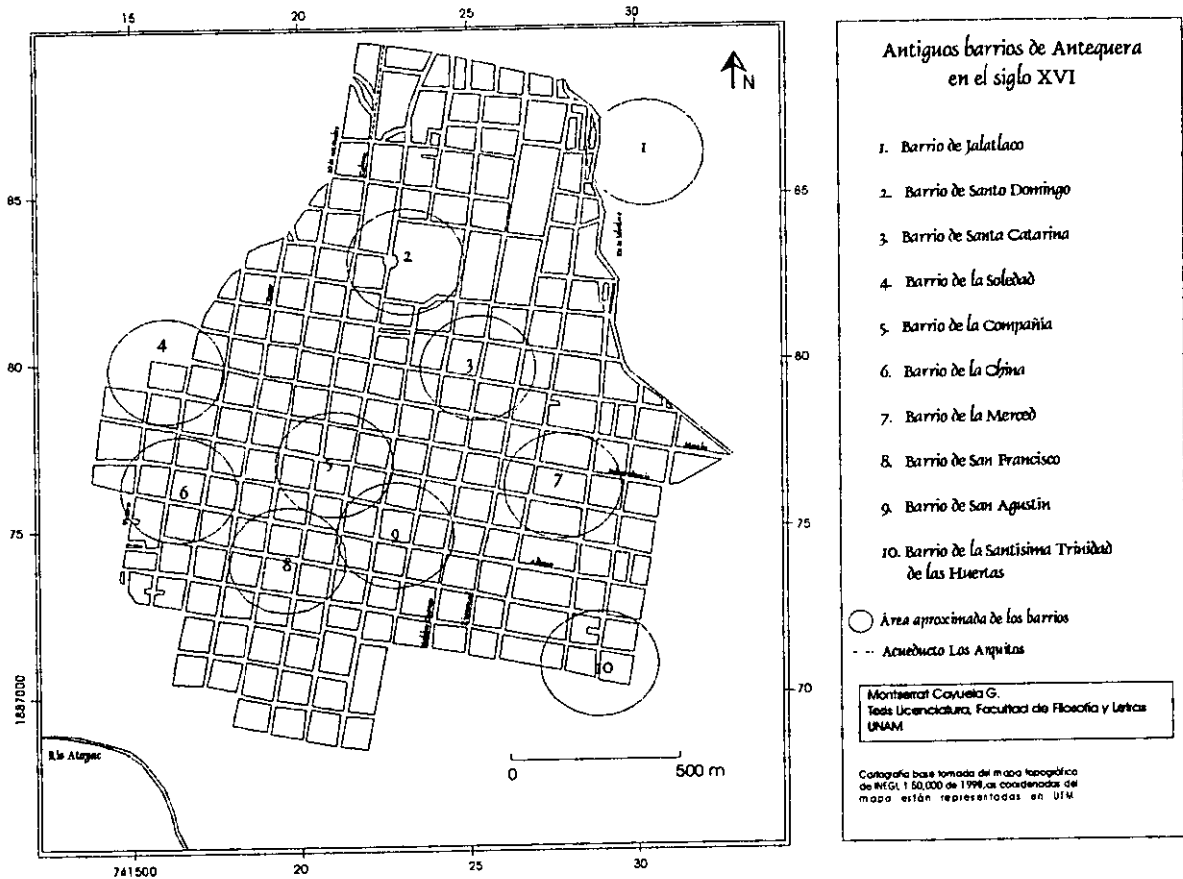 15
20
25
30
85
80
75
1887000
85
80
75
70
741500
20
25
30
N
1
2
3
4
5
6
7
8
9
10
Río Atoyac
0
500 m
Antiguos barrios de Antequera
en el siglo XVI
1. Barrio de Jalatlaco
2. Barrio de Santo Domingo
3. Barrio de Santa Catarina
4. Barrio de la Soledad
5. Barrio de la Compañía
6. Barrio de la China
7. Barrio de la Merced
8. Barrio de San Francisco
9. Barrio de San Agustín
10. Barrio de la Santísima Trinidad
de las Huertas
Área aproximada de los barrios
Acueducto Los Arquitos
Montserrat Cayuela G.
Tesis Licenciatura, Facultad de Filosofía y Letras
UNAM
Cartografía base tomada del mapa topográfico
de INEGI, 1:50,000 de 1998, las coordenadas del
mapa están representadas en UTM